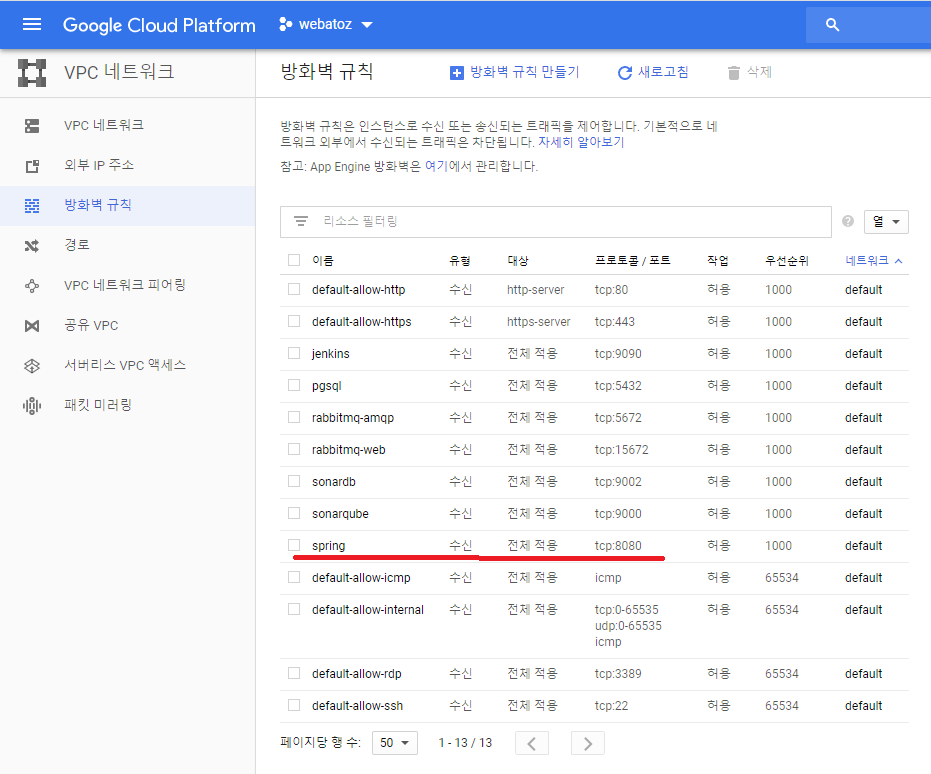 Google Cloud Platform webatoz
VPC 네트워크
방화벽 규칙 방화벽 규칙 만들기 새로고침 삭제
VPC 네트워크
외부 IP 주소
방화벽 규칙
경로
VPC 네트워크 피어링
공유 VPC
서버리스 VPC 액세스
패킷 미러링
방화벽 규칙은 인스턴스로 수신 또는 송신되는 트래픽을 제어합니다. 기본적으로 네
트워크 외부에서 수신되는 트래픽은 차단됩니다. 자세히 알아보기
참고: App Engine 방화벽은 여기에서 관리합니다.
리소스 필터링 열
이름 유형 대상 프로토콜 / 포트 작업 우선순위 네트워크
default-allow-http 수신 http-server tcp:80 허용 1000 default
default-allow-https 수신 https-server tcp:443 허용 1000 default
jenkins 수신 전체 적용 tcp:9090 허용 1000 default
pgsql 수신 전체 적용 tcp:5432 허용 1000 default
rabbitmq-amqp 수신 전체 적용 tcp:5672 허용 1000 default
rabbitmq-web 수신 전체 적용 tcp:15672 허용 1000 default
sonardb 수신 전체 적용 tcp:9002 허용 1000 default
sonarqube 수신 전체 적용 tcp:9000 허용 1000 default
spring 수신 전체 적용 tcp:8080 허용 1000 default
default-allow-icmp 수신 전체 적용 icmp 허용 65534 default
default-allow-internal 수신 전체 적용 tcp:0-65535 허용 65534 default
udp:0-65535
icmp
default-allow-rdp 수신 전체 적용 tcp:3389 허용 65534 default
default-allow-ssh 수신 전체 적용 tcp:22 허용 65534 default
페이지당 행 수: 50 1 - 13 / 13